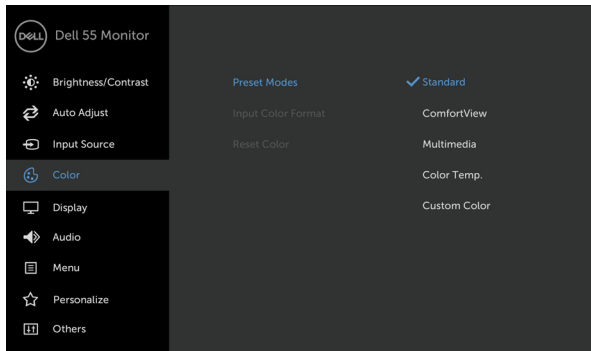 DELL Dell 55 Monitor
Brightness/Contrast
Auto Adjust
Input Source
Color
Display
Audio
Menu
Personalize
Others
Preset Modes
Input Color Format
Reset Color
Standard
ComfortView
Multimedia
Color Temp.
Custom Color